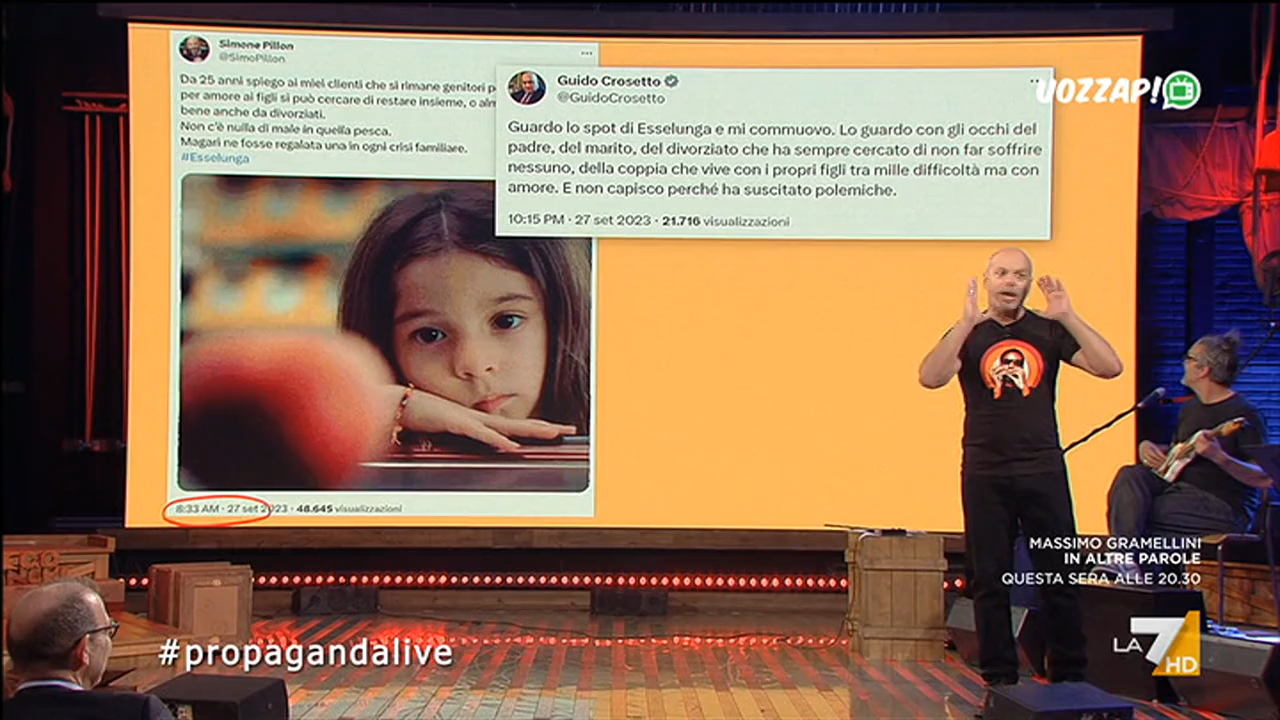 Simone Pillon
@SimoPillon
Da 25 anni spiego ai miei clienti che si rimane genitori
per amore ai figli si può cercare di restare insieme, o
bene anche da divorziati.
Non c'è nulla di male in quella pesca.
Magari ne fosse regalata una in ogni crisi familiare.
#Esselunga
8:33 AM · 27 set 2023 · 48.645 visualizzazioni
Guido Crosetto
@GuidoCrosetto
Guardo lo spot di Esselunga e mi commuovo. Lo guardo con gli occhi del
padre, del marito, del divorziato che ha sempre cercato di non far soffrire
nessuno, della coppia che vive con i propri figli tra mille difficoltà ma con
amore. E non capisco perché ha suscitato polemiche.
10:15 PM · 27 set 2023 · 21.716 visualizzazioni
VOZZAP!
MASSIMO GRAMELLINI
IN ALTRE PAROLE
QUESTA SERA ALLE 20.30
#propagandalive
LA 7 HD